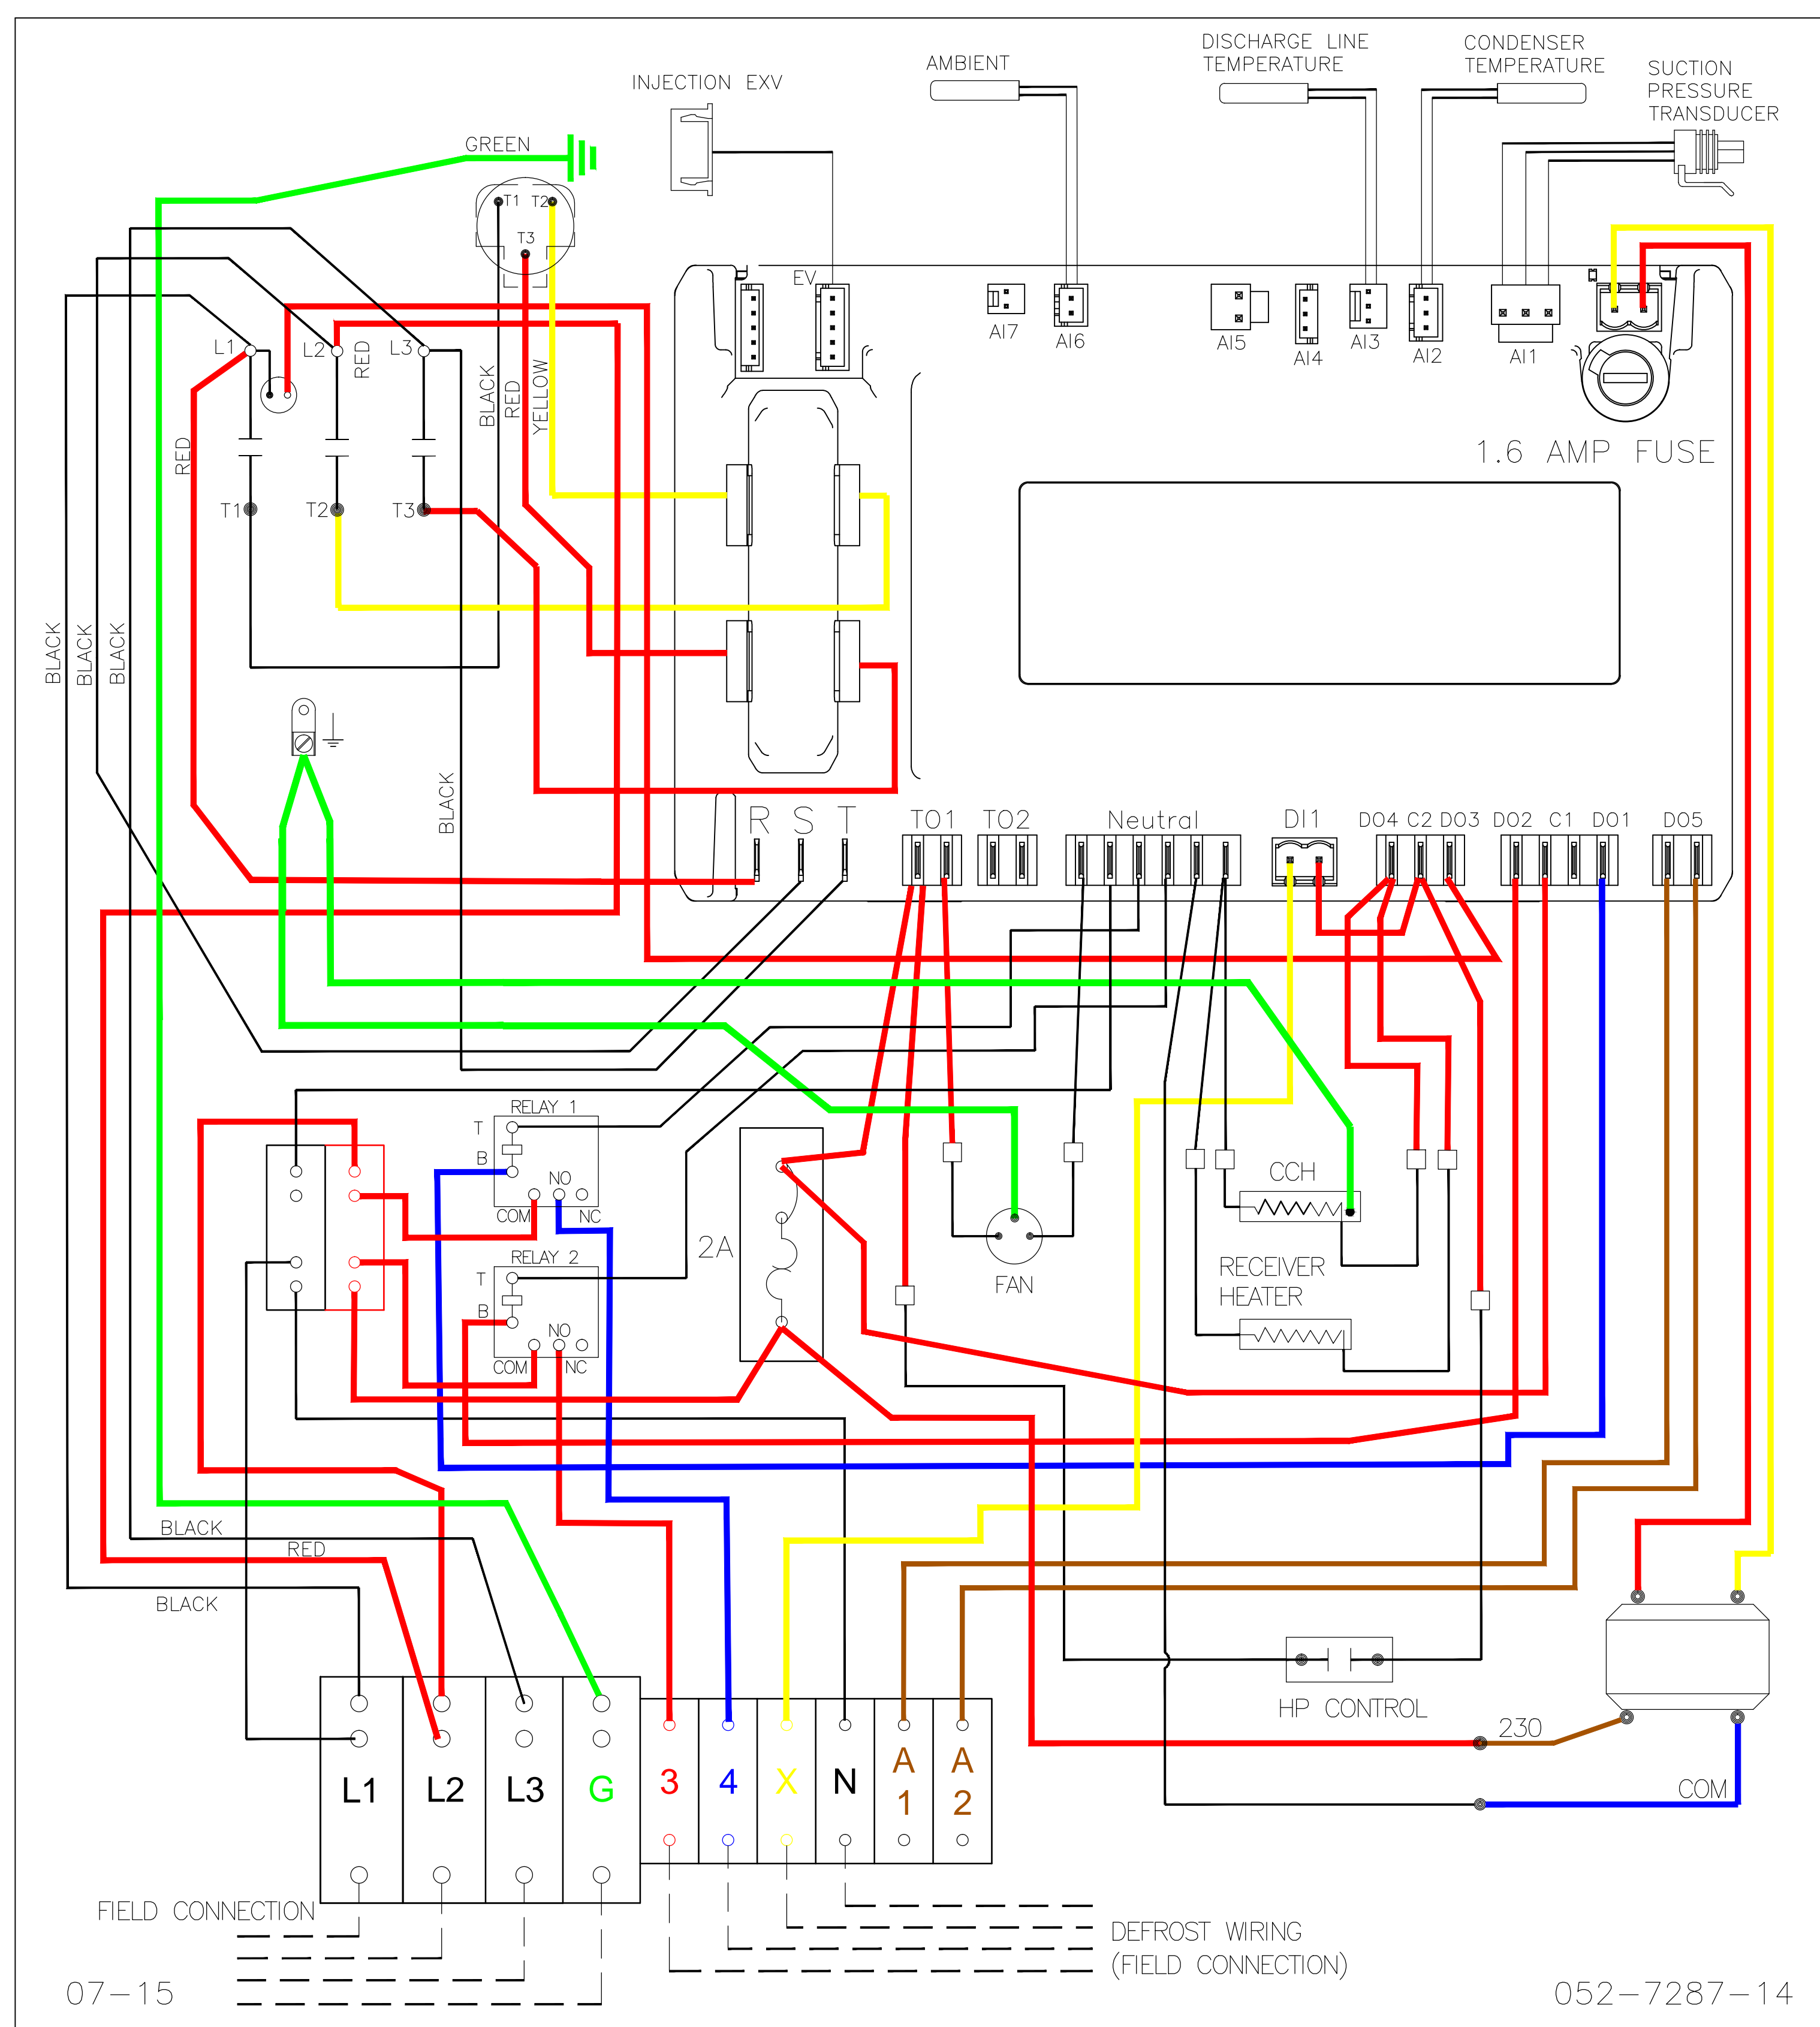 DISCHARGE LINE
TEMPERATURE
CONDENSER
TEMPERATURE
AMBIENT
SUCTION
PRESSURE
TRANSDUCER
INJECTION EXV
GREEN
T1
T2
T3
EV
AI7
AI6
AI5
AI4
AI3
AI2
AI1
L1
L2
L3
RED
BLACK
RED
YELLOW
RED
1.6 AMP FUSE
T1
T2
T3
BLACK
BLACK
BLACK
BLACK
R
S
T
TO1
TO2
Neutral
DI1
DO4
C2
DO3
DO2
C1
DO1
DO5
RELAY 1
T
B
NO
COM
NC
RELAY 2
T
B
NO
COM
NC
2A
FAN
CCH
RECEIVER
HEATER
BLACK
RED
BLACK
HP CONTROL
230
COM
L1
L2
L3
G
3
4
X
N
A
1
A
2
FIELD CONNECTION
DEFROST WIRING
(FIELD CONNECTION)
07-15
052-7287-14